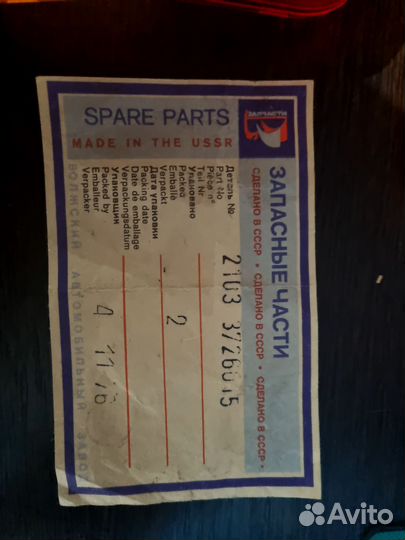 SPARE PARTS
MADE IN THE USSR
ЗАПЧАСТИ
ЗАПАСНЫЕ ЧАСТИ
СДЕЛАНО В СССР • СДЕЛАНО В СССР • СДЕЛАНО В СССР •
Деталь №
Part No
Pièce n°
Teil Nr
2103 3726015
Упаковано
Packed
Emballé
Verpackt
2
Дата упаковки
Packing date
Date de emballage
Verpackungsdatum
Упаковщик
Packed by
Emballeur
Verpacker
4 11 76
ВОЛЖСКИЙ АВТОМОБИЛЬНЫЙ ЗАВОД
Avito